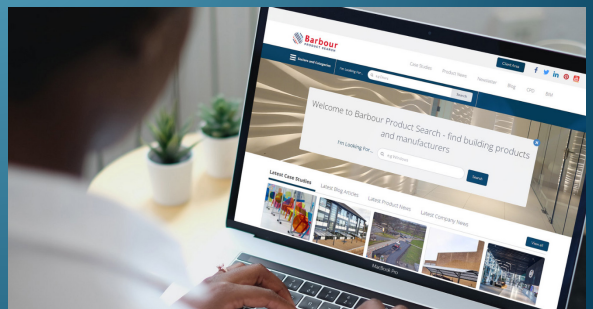 Barbour
PRODUCT SEARCH
Client Area
Case Studies
Product News
Newsletter
Blog
CPD
BIM
Sectors and Categories
I'm Looking For...
Search
Welcome to Barbour Product Search - find building products
and manufacturers
I'm Looking For...
Search
Latest Case Studies
Latest Blog Articles
Latest Product News
Latest Company News
View all
MacBook Pro